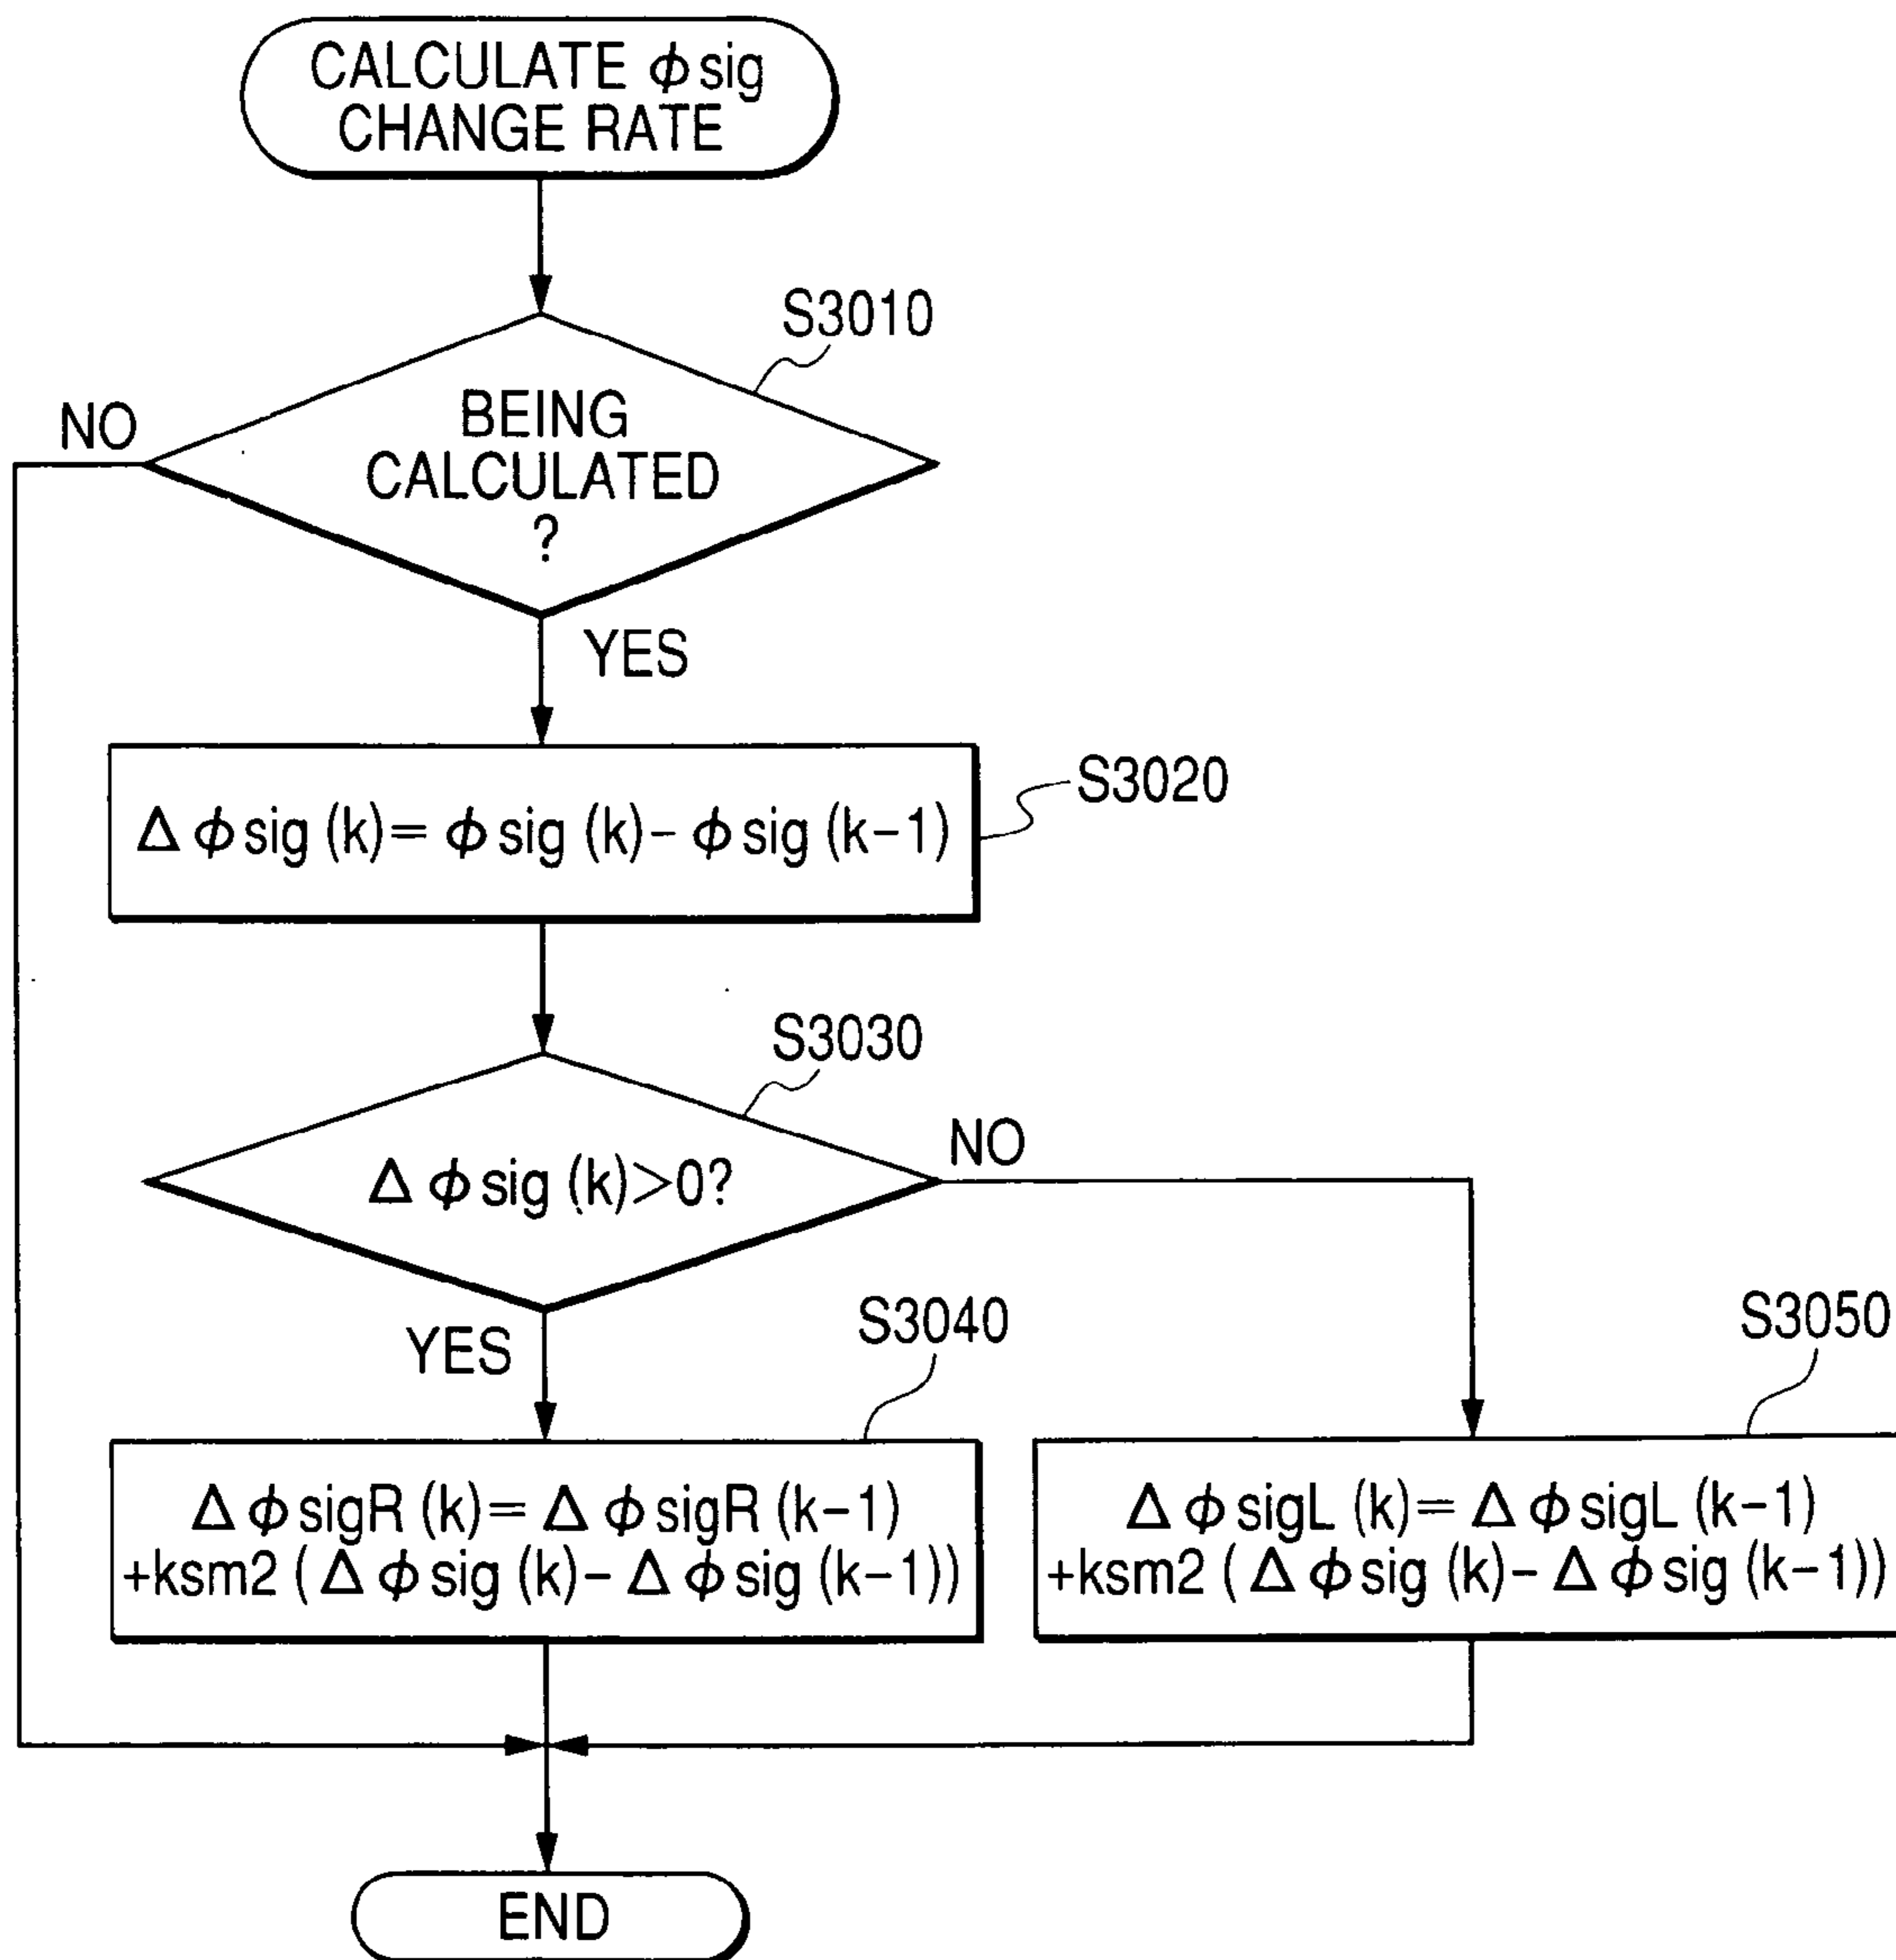 CALCULATE ϕsig
CHANGE RATE
S3010
NO
BEING
CALCULATED
?
YES
S3020
Δϕsig (k)= ϕsig (k)- ϕsig (k-1)
S3030
NO
Δϕsig (k)>0?
YES
S3040
S3050
ΔϕsigR (k)= ΔϕsigR (k-1)
+ksm2 (Δϕsig (k)- Δϕsig (k-1))
ΔϕsigL (k)= ΔϕsigL (k-1)
+ksm2 (Δϕsig (k)- Δϕsig (k-1))
END